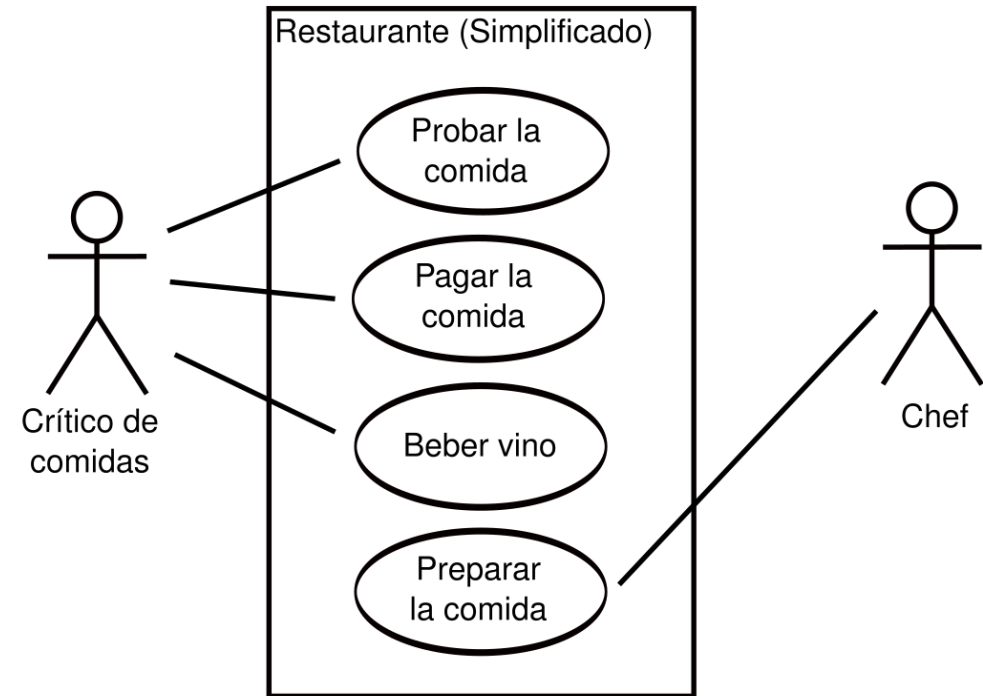 Restaurante (Simplificado)
Probar la
comida
Pagar la
comida
Beber vino
Preparar
la comida
Crítico de
comidas
Chef